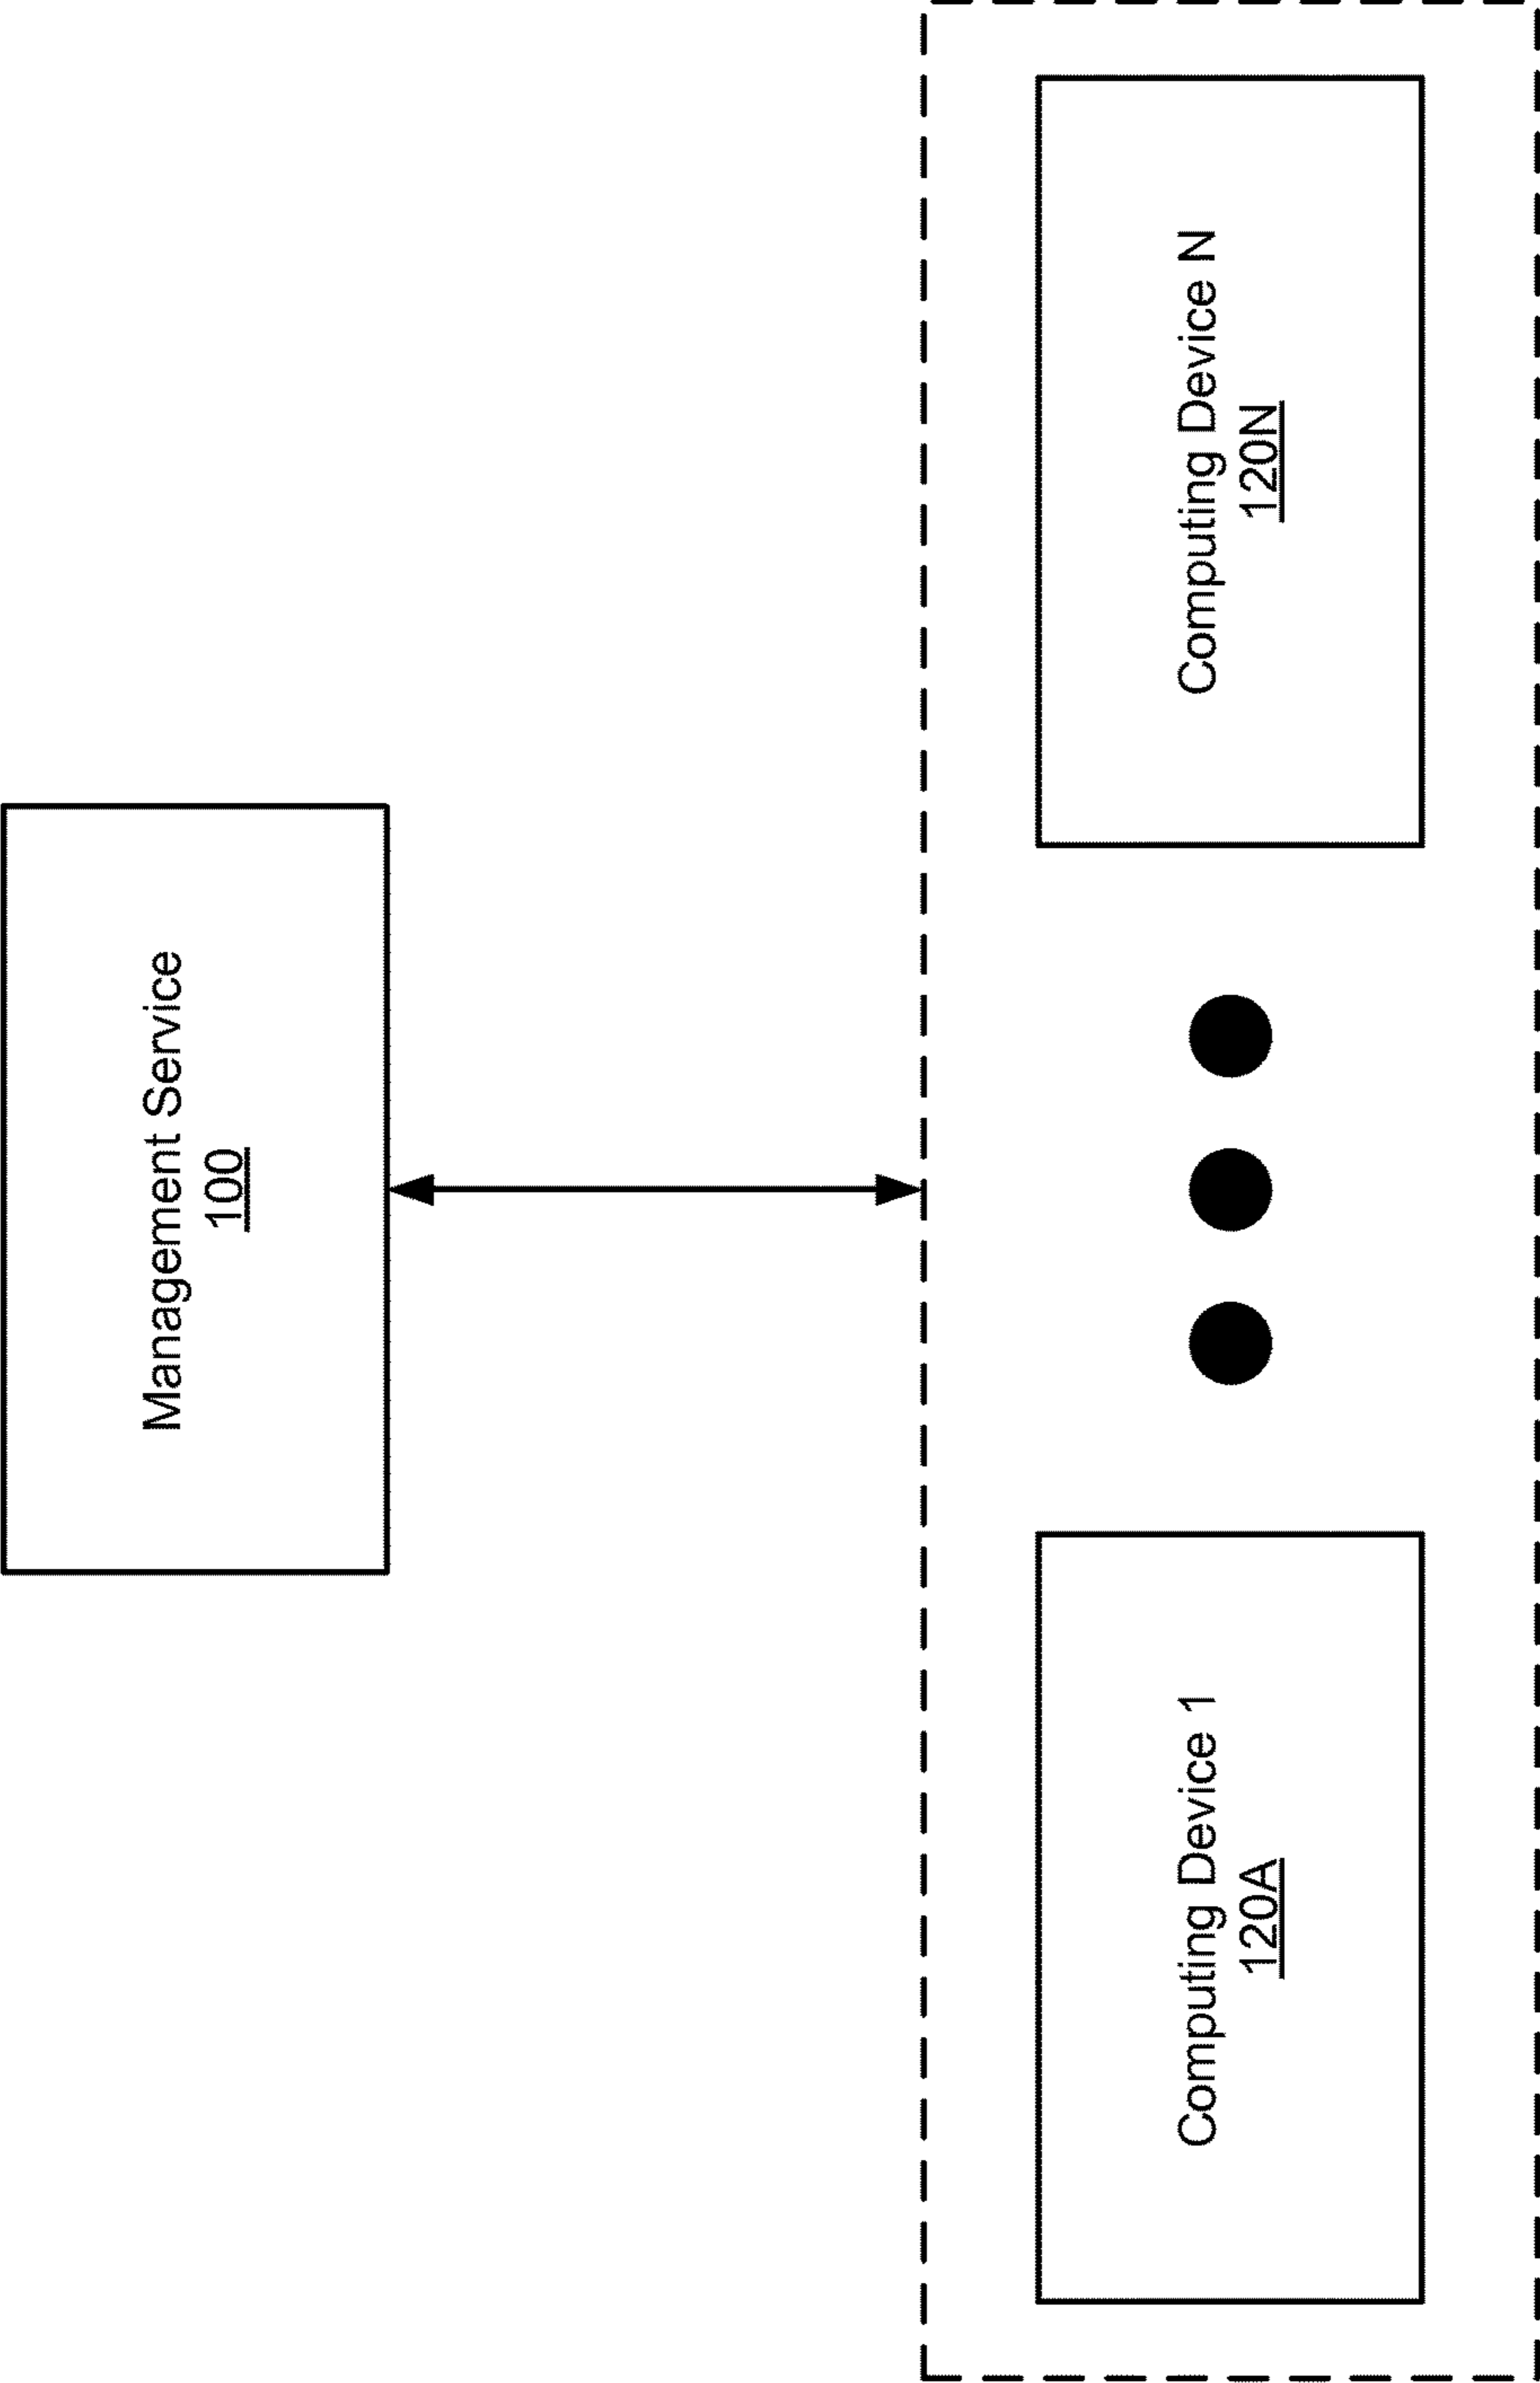 Management Service
100
Computing Device 1
120A
Computing Device N
120N